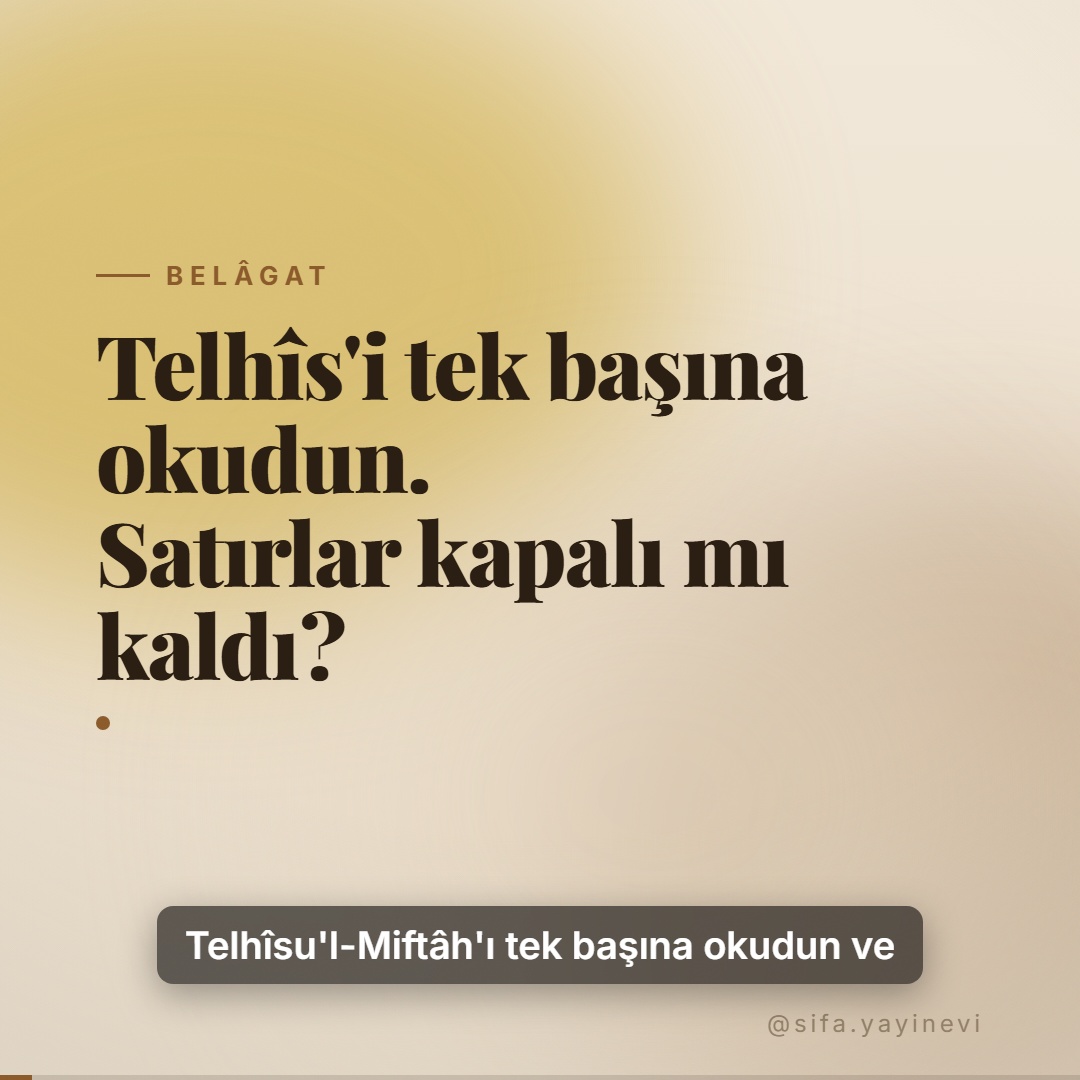 BELÂGAT
Telhîs'i tek başına
okudun.
Satırlar kapalı mı
kaldı?
Telhîsu'l-Miftâh'ı tek başına okudun ve
@sifa.yayinevi